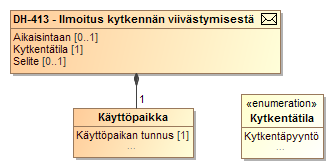 DH-413 - Ilmoitus kytkennän viivästymisestä
Aikaisintaan [0..1]
Kytkentätila [1]
Selite [0..1]
1
Käyttöpaikka
Käyttöpaikan tunnus [1]
...
«enumeration»
Kytkentätila
Kytkentäpyyntö
...